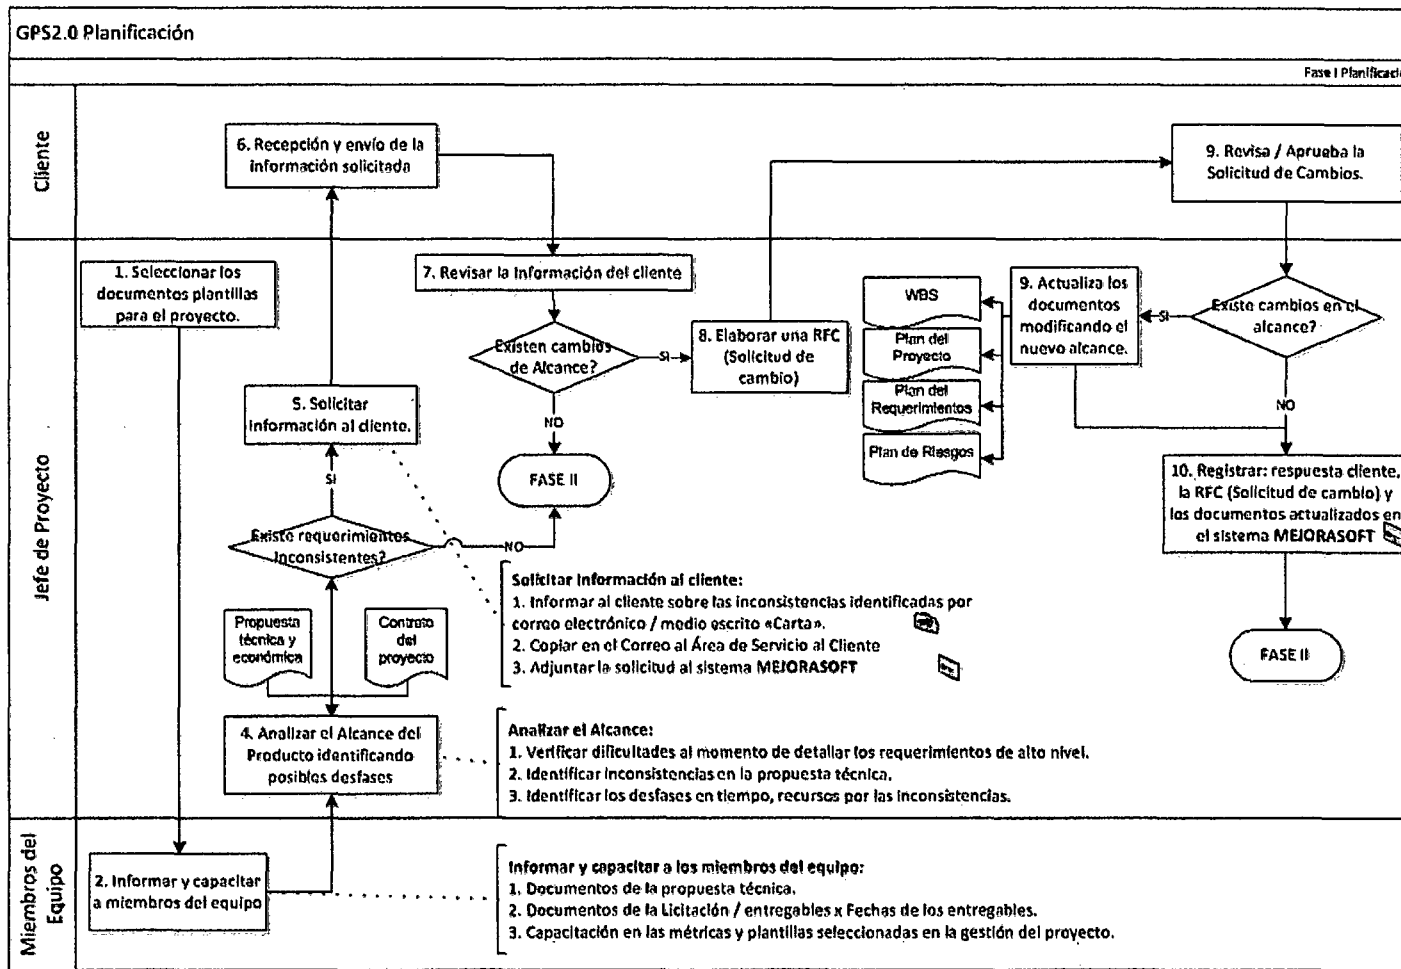 GPS2.0 Planificación
Fase I Planificació
Cliente
6. Recepción y envío de la
información solicitada
9. Revisa / Aprueba la
Solicitud de Cambios.
Jefe de Proyecto
1. Seleccionar los
documentos plantillas
para el proyecto.
7. Revisar la Información del cliente
Existen cambios
de Alcance?
SI
NO
FASE II
8. Elaborar una RFC
(Solicitud de
cambio)
WBS
Plan del
Proyecto
Plan del
Requerimientos
Plan de Riesgos
9. Actualiza los
documentos
modificando el
nuevo alcance.
SI
Existe cambios en el
alcance?
NO
10. Registrar: respuesta cliente,
la RFC (Solicitud de cambio) y
los documentos actualizados en
el sistema MEJORASOFT
FASE II
5. Solicitar
Información al cliente.
SI
Existe requerimientos
Inconsistentes?
NO
Propuesta
técnica y
económica
Contrato
del
proyecto
4. Analizar el Alcance del
Producto identificando
posibles desfases
Solicitar Información al cliente:
1. Informar al cliente sobre las inconsistencias identificadas por
correo electrónico / medio escrito «Carta».
2. Copiar en el Correo al Área de Servicio al Cliente
3. Adjuntar la solicitud al sistema MEJORASOFT
Analizar el Alcance:
1. Verificar dificultades al momento de detallar los requerimientos de alto nivel.
2. Identificar inconsistencias en la propuesta técnica.
3. Identificar los desfases en tiempo, recursos por las inconsistencias.
Miembros del
Equipo
2. Informar y capacitar
a miembros del equipo
Informar y capacitar a los miembros del equipo:
1. Documentos de la propuesta técnica.
2. Documentos de la Licitación / entregables x Fechas de los entregables.
3. Capacitación en las métricas y plantillas seleccionadas en la gestión del proyecto.